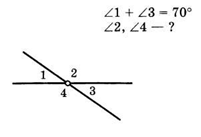 ∠1 + ∠3 = 70°
∠2, ∠4 — ?
1 2
4 3